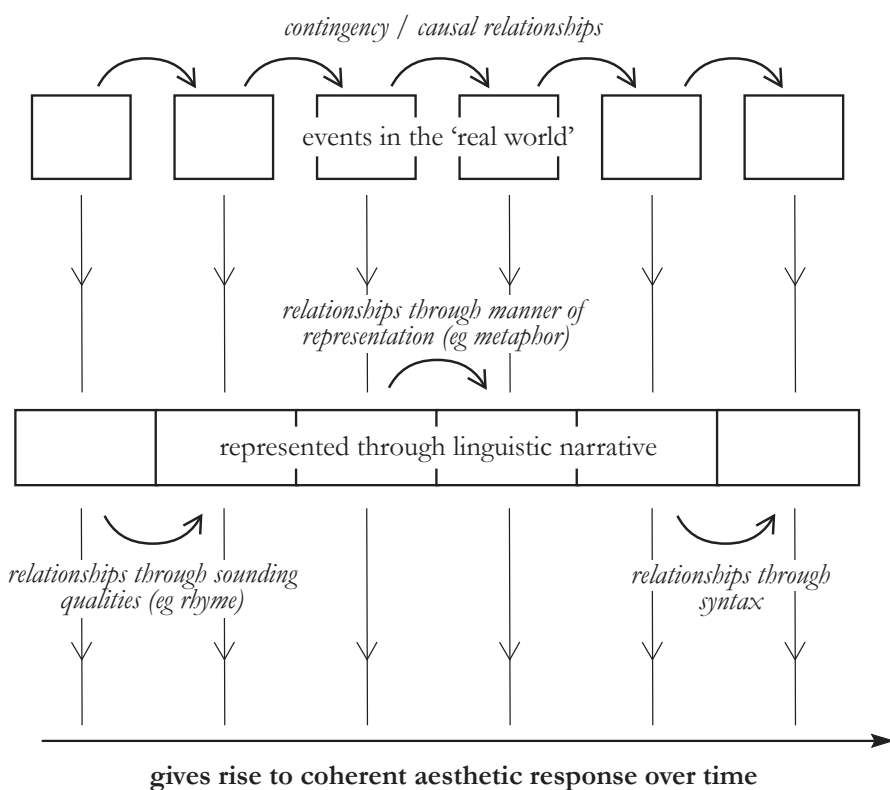 contingency / causal relationships
events in the ‘real world’
relationships through manner of
representation (eg metaphor)
represented through linguistic narrative
relationships through sounding
qualities (eg rhyme)
relationships through
syntax
gives rise to coherent aesthetic response over time